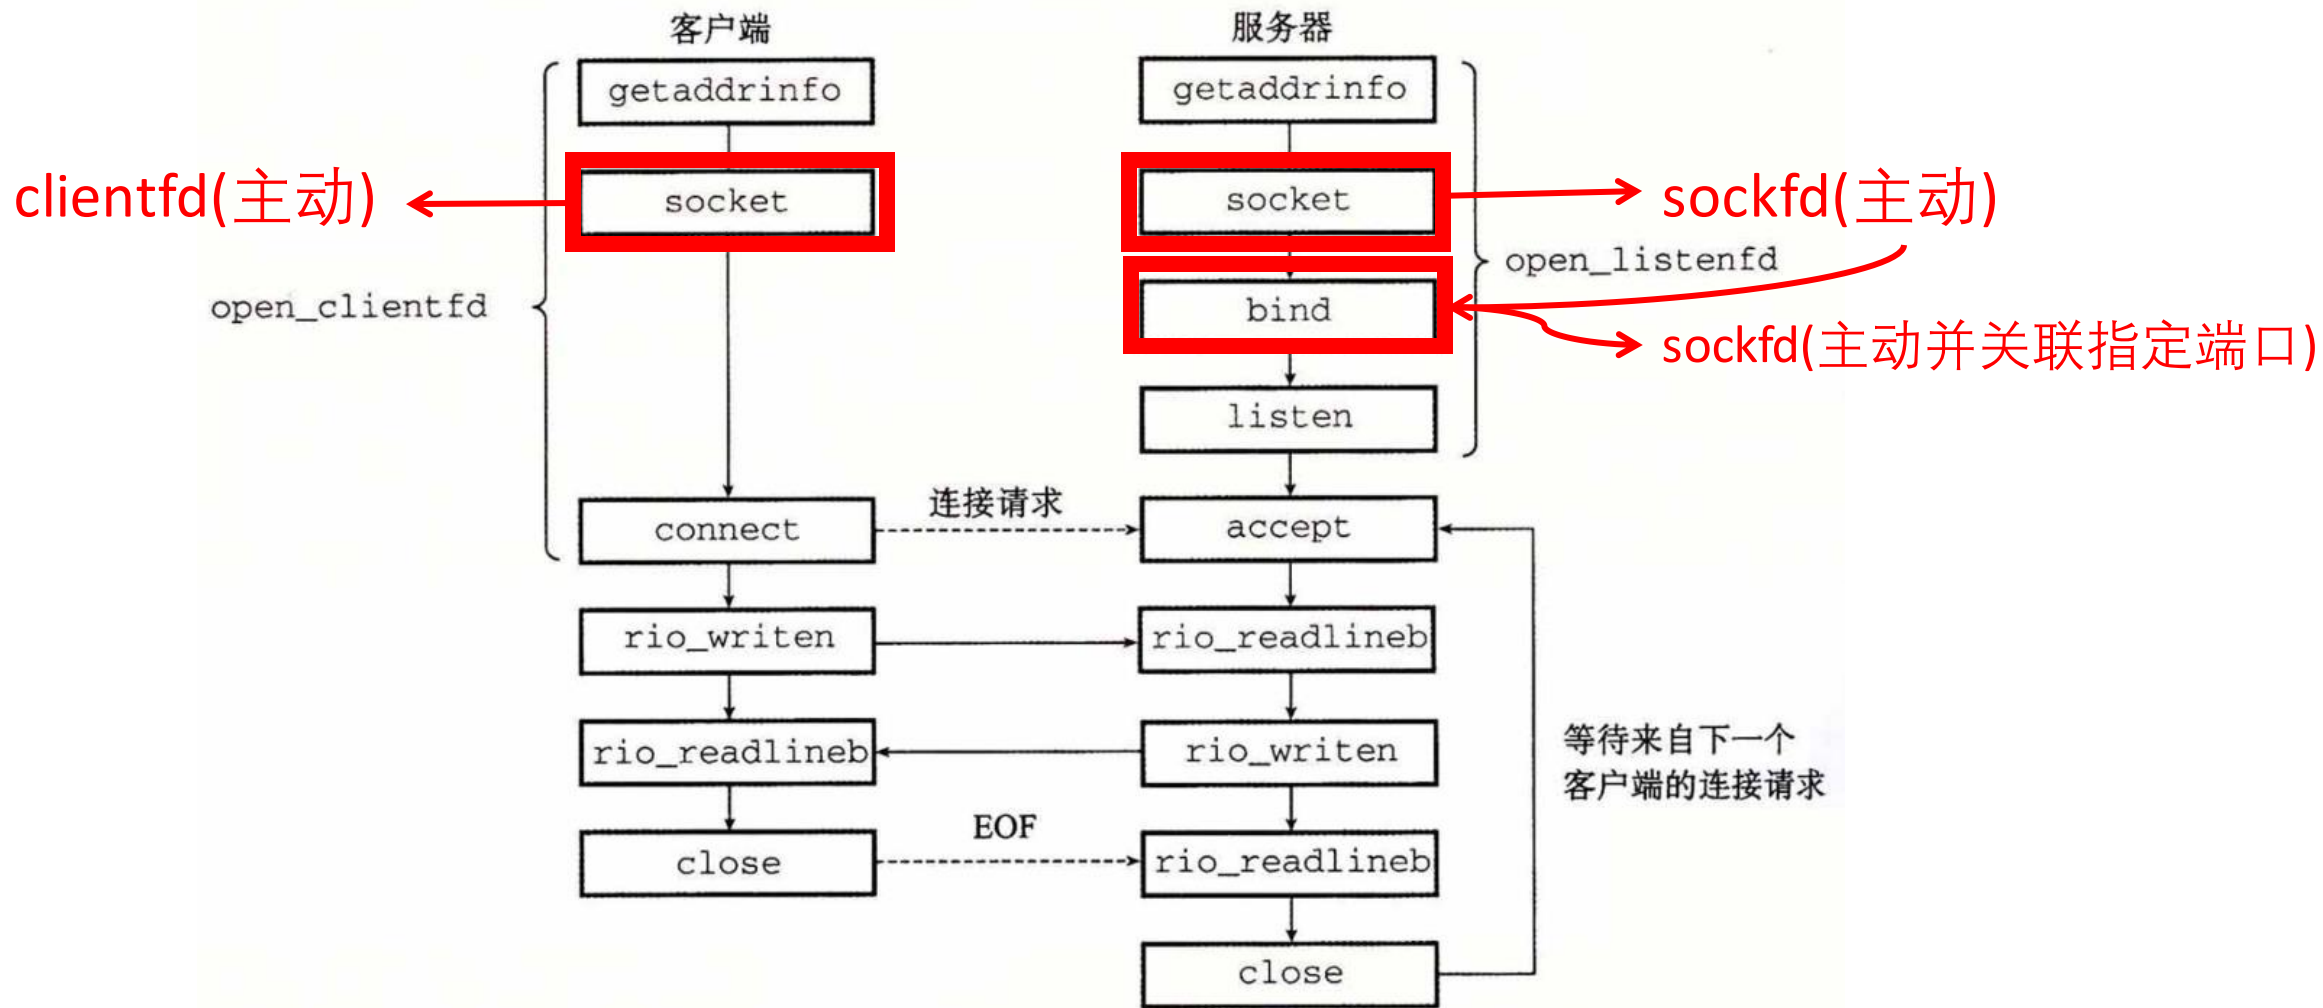 客户端
服务器
getaddrinfo
getaddrinfo
clientfd(主动)
socket
socket
sockfd(主动)
open_listenfd
open_clientfd
bind
sockfd(主动并关联指定端口)
listen
connect
连接请求
accept
rio_writen
rio_readlineb
rio_readlineb
rio_writen
等待来自下一个
客户端的连接请求
close
EOF
rio_readlineb
close